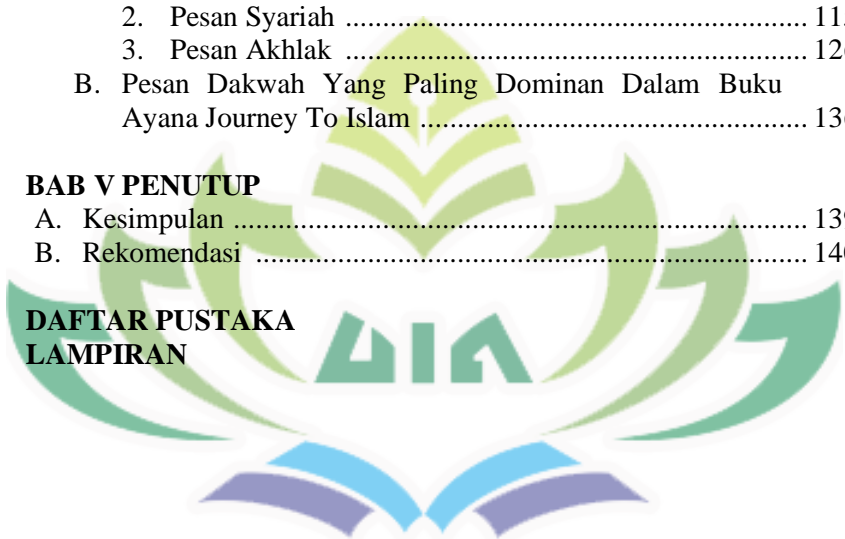 2. Pesan Syariah ............................................................
3. Pesan Akhlak ............................................................
B. Pesan Dakwah Yang Paling Dominan Dalam Buku
Ayana Journey To Islam ..................................................
BAB V PENUTUP
A. Kesimpulan ..........................................................................
B. Rekomendasi .......................................................................
DAFTAR PUSTAKA
LAMPIRAN
UIN